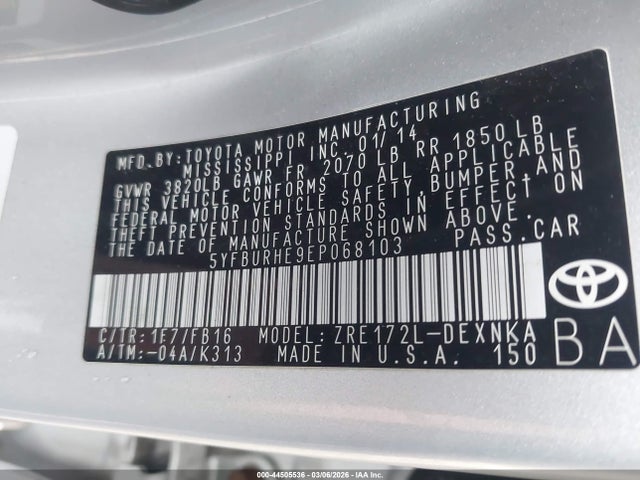 MFD.BY:TOYOTA MOTOR MANUFACTURING
MISSISSIPPI INC. 01/14
GVWR 3820LB GAWR FR 2070 LB RR 1850 LB
THIS VEHICLE CONFORMS TO ALL APPLICABLE
FEDERAL MOTOR VEHICLE SAFETY,BUMPER,AND
THEFT PREVENTION STANDARDS IN EFFECT ON
THE DATE OF MANUFACTURE SHOWN ABOVE.
5YFBURHE9EP068103 PASS.CAR
C/TR:1F7/FB16 MODEL: ZRE172L-DEXNKA
A/TM:-04A/K313 MADE IN U.S.A. 150
BA
000-44505536 - 03/06/2026 - IAA Inc.